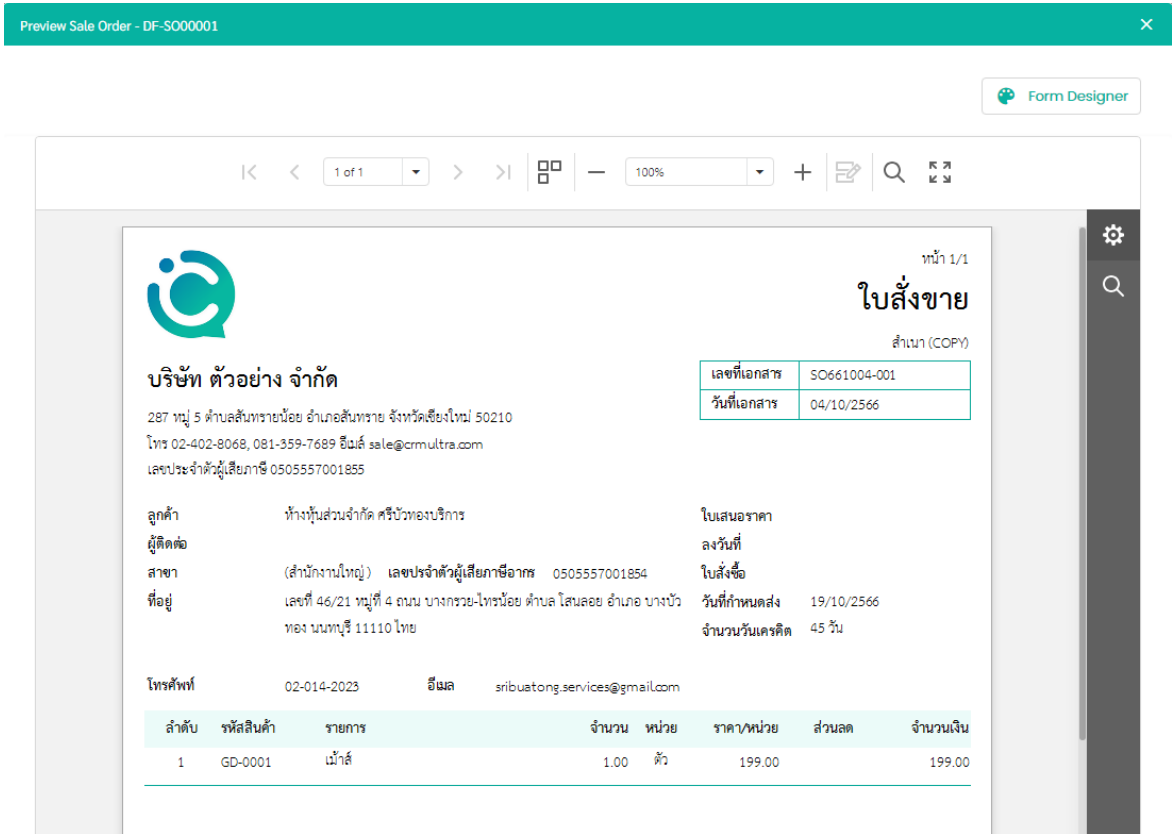 Preview Sale Order - DF-SO00001
Form Designer
1 of 1
100%
หน้า 1/1
ใบสั่งขาย
สำเนา (COPY)
บริษัท ตัวอย่าง จำกัด
เลขที่เอกสาร SO661004-001
วันที่เอกสาร 04/10/2566
287 หมู่ 5 ตำบลสันทรายน้อย อำเภอสันทราย จังหวัดเชียงใหม่ 50210
โทร 02-402-8068, 081-359-7689 อีเมล์ sale@crmultra.com
เลขประจำตัวผู้เสียภาษี 0505557001855
ลูกค้า ห้างหุ้นส่วนจำกัด ศรีบัวทองบริการ ใบเสนอราคา
ผู้ติดต่อ ลงวันที่
สาขา (สำนักงานใหญ่) เลขประจำตัวผู้เสียภาษีอากร 0505557001854 ใบสั่งซื้อ
ที่อยู่ เลขที่ 46/21 หมู่ที่ 4 ถนน บางกรวย-ไทรน้อย ตำบล โสนลอย อำเภอ บางบัว วันที่กำหนดส่ง 19/10/2566
ทอง นนทบุรี 11110 ไทย จำนวนวันเครดิต 45 วัน
โทรศัพท์ 02-014-2023 อีเมล sribuatong.services@gmail.com
ลำดับ รหัสสินค้า รายการ จำนวน หน่วย ราคา/หน่วย ส่วนลด จำนวนเงิน
1 GD-0001 เม้าส์ 1.00 ตัว 199.00 199.00